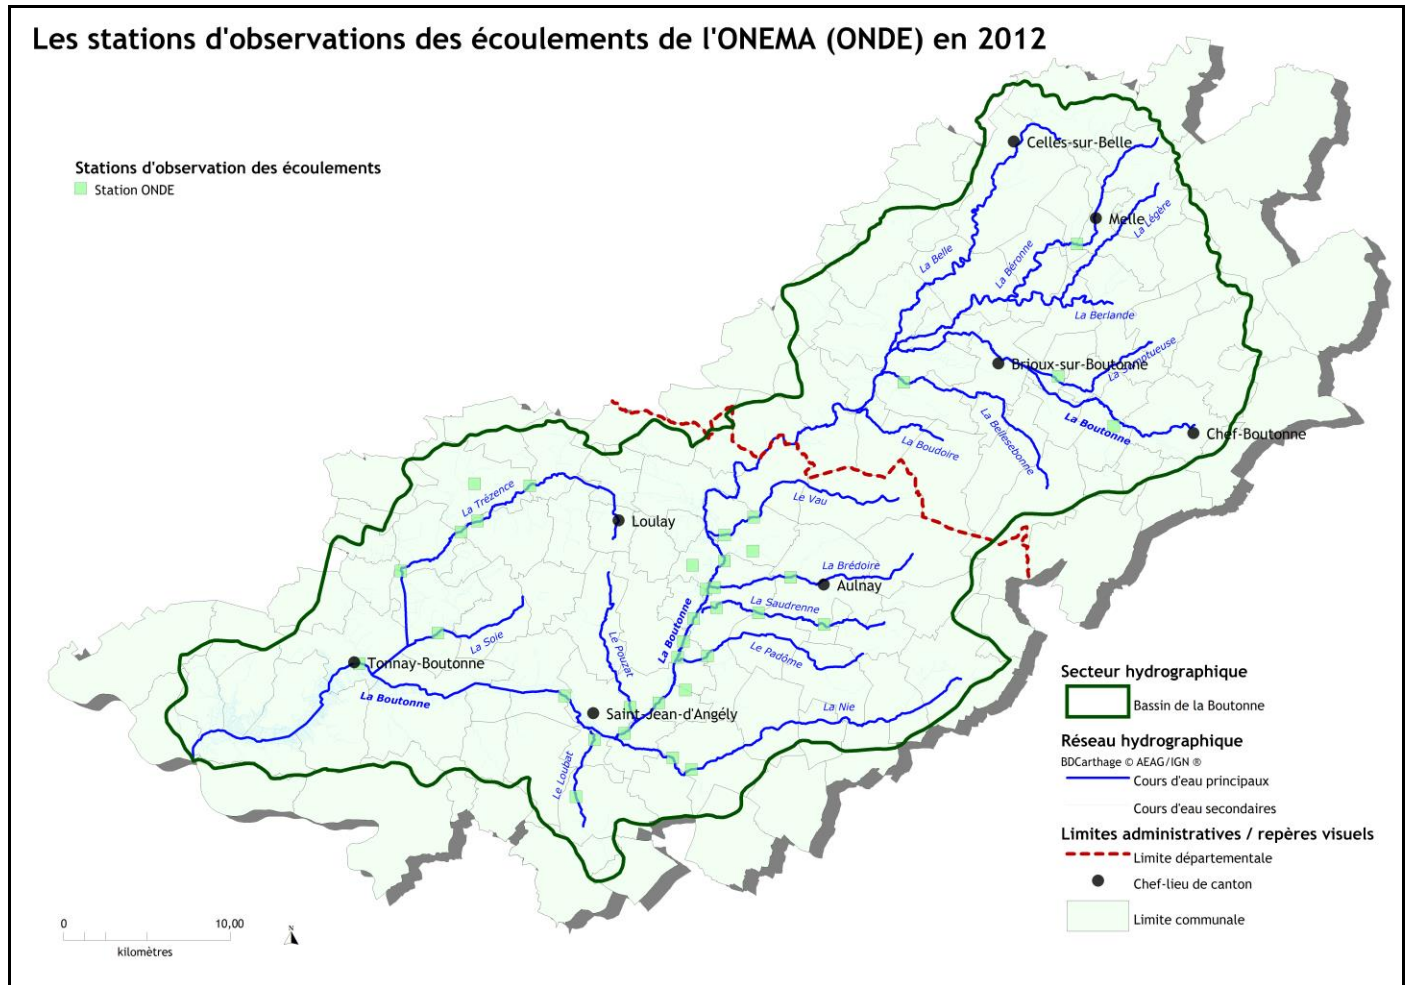 Les stations d'observations des écoulements de l'ONEMA (ONDE) en 2012
Stations d'observation des écoulements
Station ONDE
Celles-sur-Belle
Melle
La Légère
La Belle
La Béronne
La Berlande
Brioux-sur-Boutonne
La Somptueuse
La Bellesebonne
La Boutonne
Chef-Boutonne
La Boudoire
La Trézence
Loulay
Le Vau
La Brédoire
Aulnay
La Saudrenne
La Boutonne
Le Padôme
La Soie
Le Pouzat
Tonnay-Boutonne
La Boutonne
Saint-Jean-d'Angély
La Nie
Le Loubat
Secteur hydrographique
Bassin de la Boutonne
Réseau hydrographique
BDCarthage © AEAG/IGN ®
Cours d'eau principaux
Cours d'eau secondaires
Limites administratives / repères visuels
Limite départementale
Chef-lieu de canton
Limite communale
0 10,00
kilomètres
N